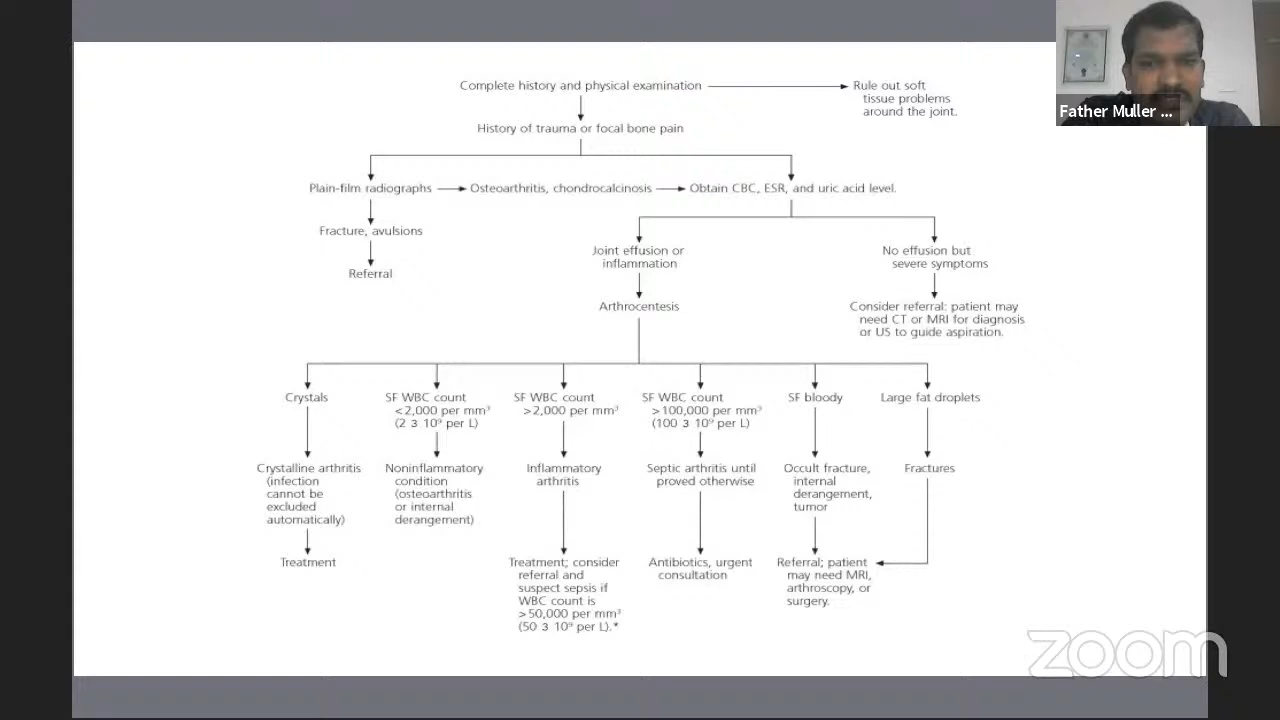 Complete history and physical examination
Rule out soft
tissue problems
around the joint.
Father Muller ...
History of trauma or focal bone pain
Plain-film radiographs
Osteoarthritis, chondrocalcinosis
Obtain CBC, ESR, and uric acid level.
Fracture, avulsions
Referral
Joint effusion or
inflammation
No effusion but
severe symptoms
Arthrocentesis
Consider referral: patient may
need CT or MRI for diagnosis
or US to guide aspiration.
Crystals
SF WBC count
<2,000 per mm³
(2 3 10⁹ per L)
SF WBC count
>2,000 per mm³
SF WBC count
>100,000 per mm³
(100 3 10⁹ per L)
SF bloody
Large fat droplets
Crystalline arthritis
(infection
cannot be
excluded
automatically)
Noninflammatory
condition
(osteoarthritis
or internal
derangement)
Inflammatory
arthritis
Septic arthritis until
proved otherwise
Occult fracture,
internal
derangement,
tumor
Fractures
Treatment
Treatment; consider
referral and
suspect sepsis if
WBC count is
>50,000 per mm³
(50 3 10⁹ per L).*
Antibiotics, urgent
consultation
Referral; patient
may need MRI,
arthroscopy, or
surgery.
zoom